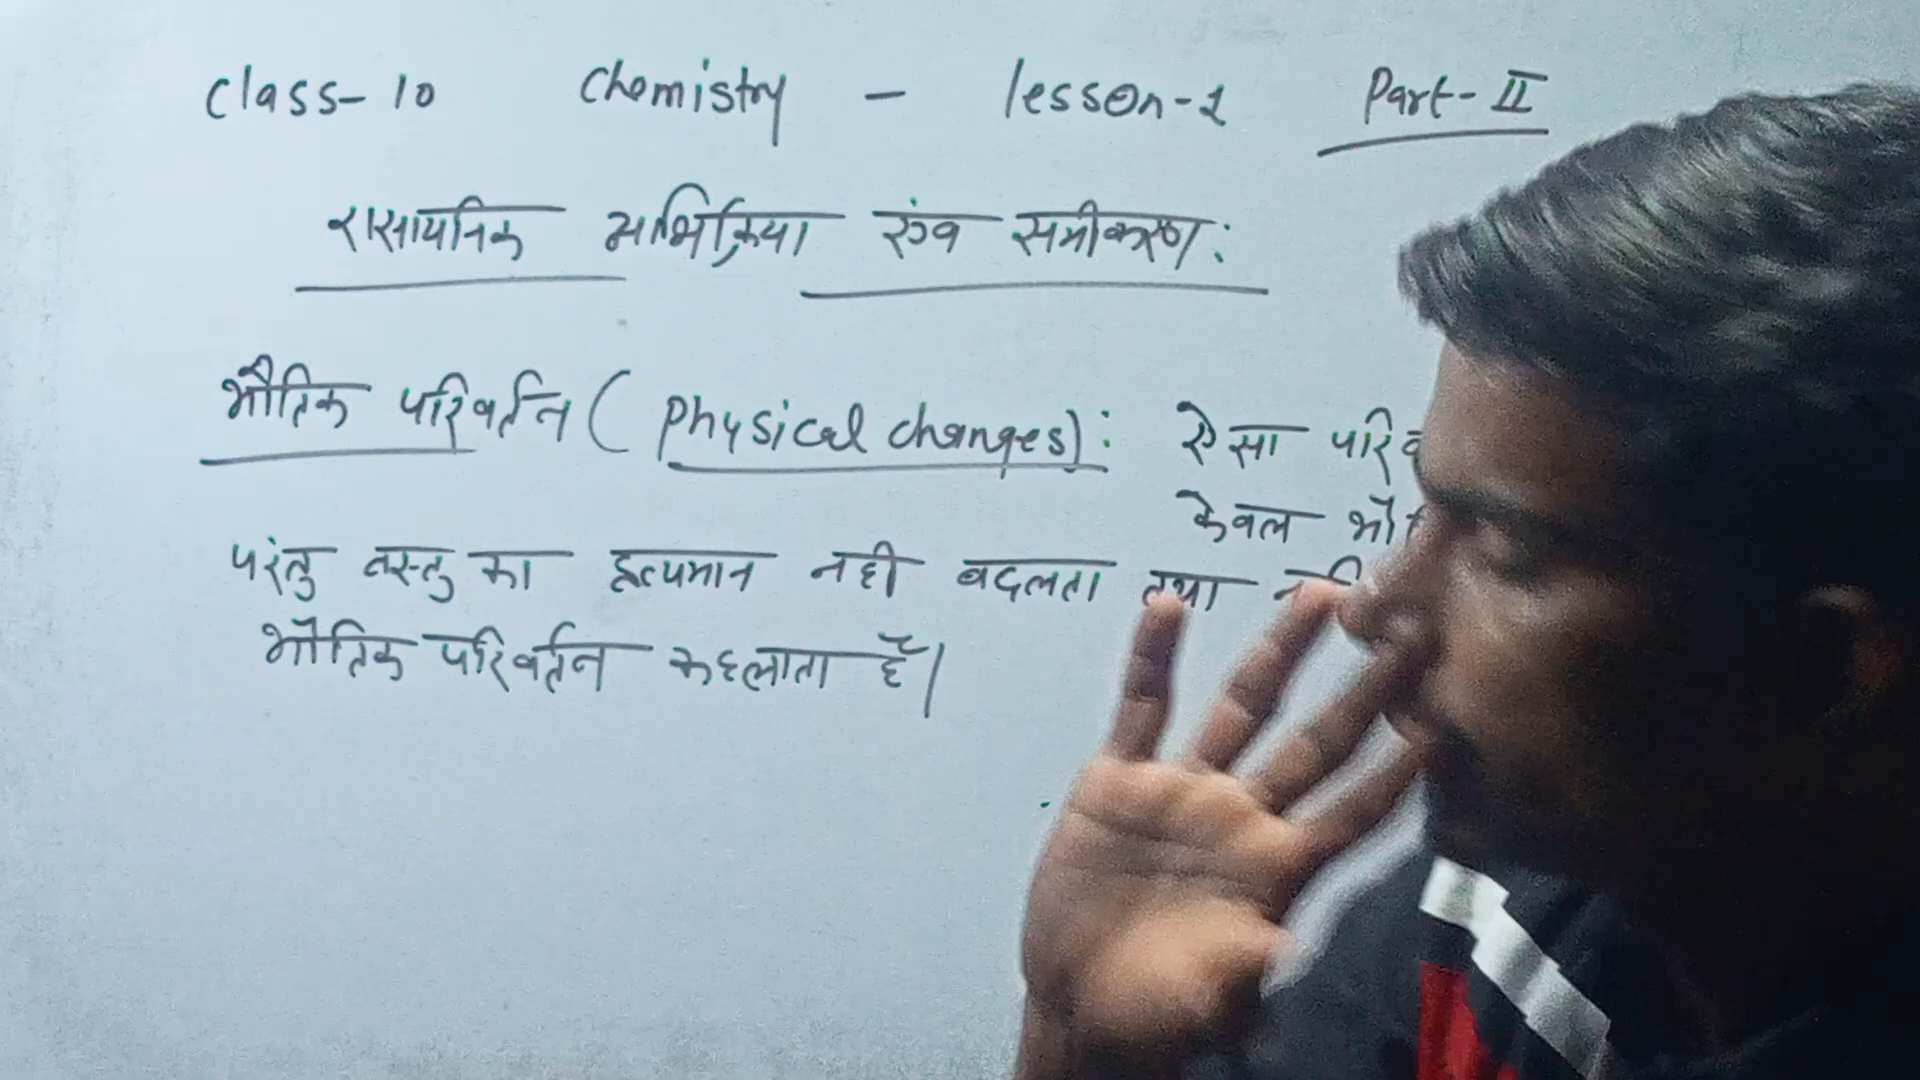 Class-10 Chemistry - lesson-1 Part-II
रासायनिक अभिक्रिया एंव समीकरण:
भौतिक परिवर्तन (Physical changes): ऐसा
केवल
परंतु वस्तु का द्रव्यमान नही बदलता तथा
भौतिक परिवर्तन कहलाता है।